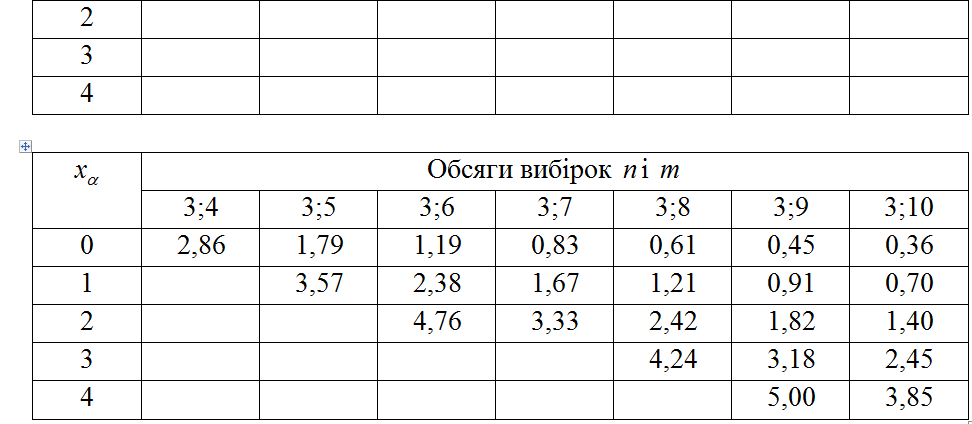 2
3
4
xα Обсяги вибірок n і m
3;4 3;5 3;6 3;7 3;8 3;9 3;10
0 2,86 1,79 1,19 0,83 0,61 0,45 0,36
1 3,57 2,38 1,67 1,21 0,91 0,70
2 4,76 3,33 2,42 1,82 1,40
3 4,24 3,18 2,45
4 5,00 3,85